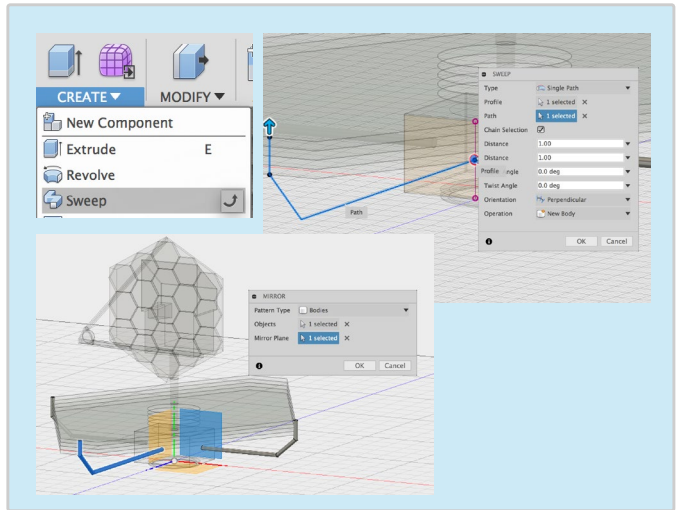 CREATE ▼ MODIFY ▼
New Component
Extrude E
Revolve
Sweep
SWEEP
Type Single Path
Profile 1 selected ×
Path 1 selected ×
Chain Selection
Distance 1.00
Distance 1.00
Profile ngle 0.0 deg
Twist Angle 0.0 deg
Orientation Perpendicular
Operation New Body
OK Cancel
Path
MIRROR
Pattern Type Bodies
Objects 1 selected ×
Mirror Plane 1 selected ×
OK Cancel